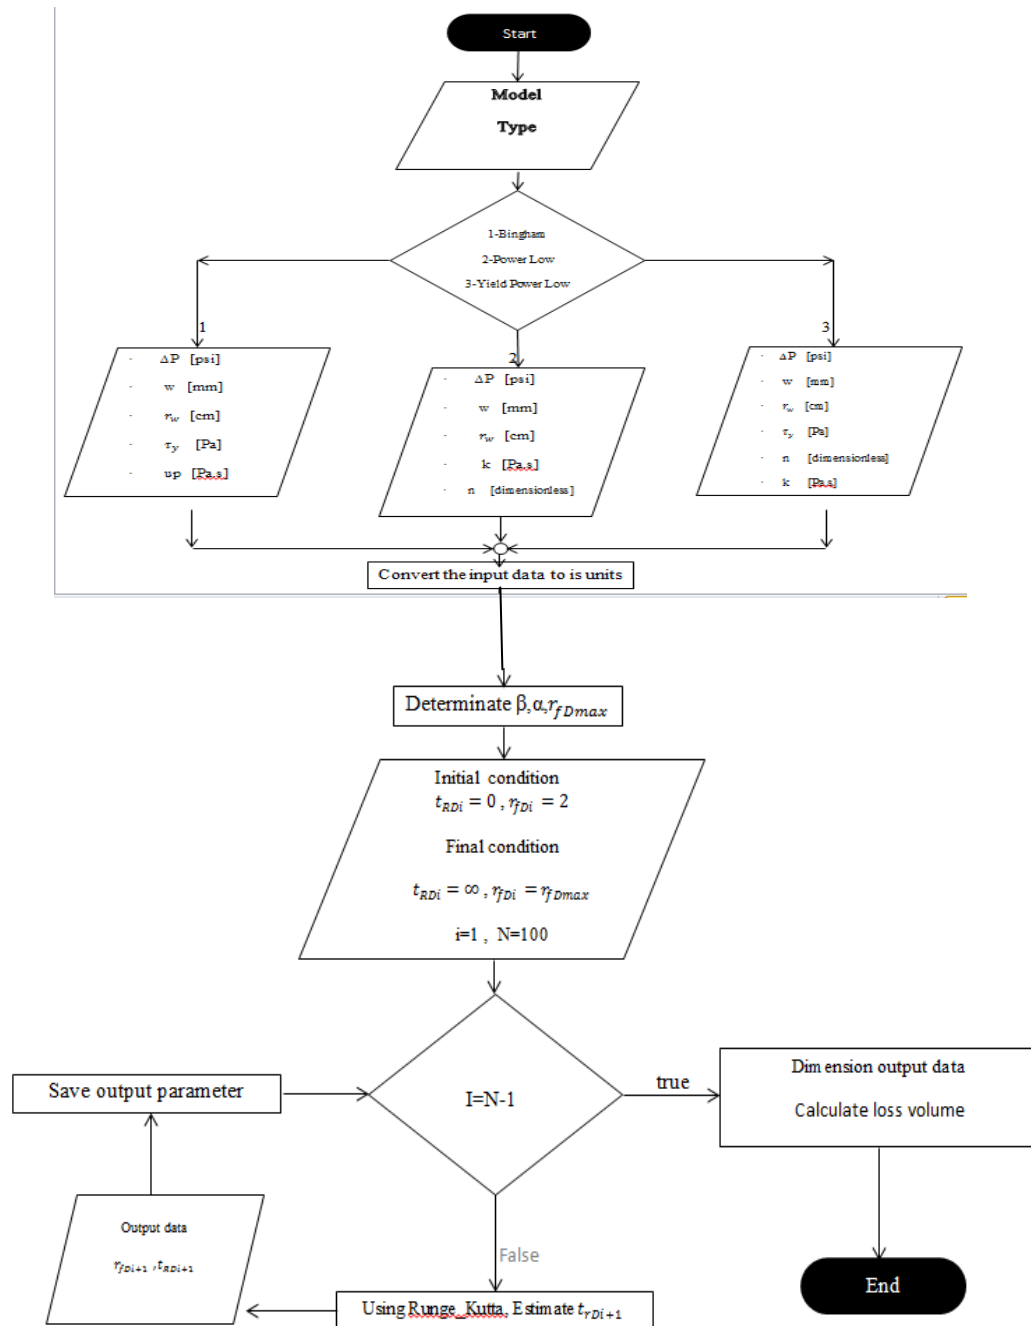 Start
Model
Type
1-Bingham
2-Power Low
3-Yield Power Low
1
· ΔP [psi]
· w [mm]
· r_w [cm]
· τ_y [Pa]
· up [Pa.s]
2
· ΔP [psi]
· w [mm]
· r_w [cm]
· k [Pa.s]
· n [dimensionless]
3
· ΔP [psi]
· w [mm]
· r_w [cm]
· τ_y [Pa]
· n [dimensionless]
· k [Pa.s]
Convert the input data to is units
Determinate β,α,r_fDmax
Initial condition
t_RDi = 0 , r_fDi = 2
Final condition
t_RDi = ∞ , r_fDi = r_fDmax
i=1 , N=100
I=N-1
true
Dimension output data
Calculate loss volume
End
False
Using Runge_Kutta, Estimate t_rDi+1
Output data
r_fDi+1 , t_RDi+1
Save output parameter